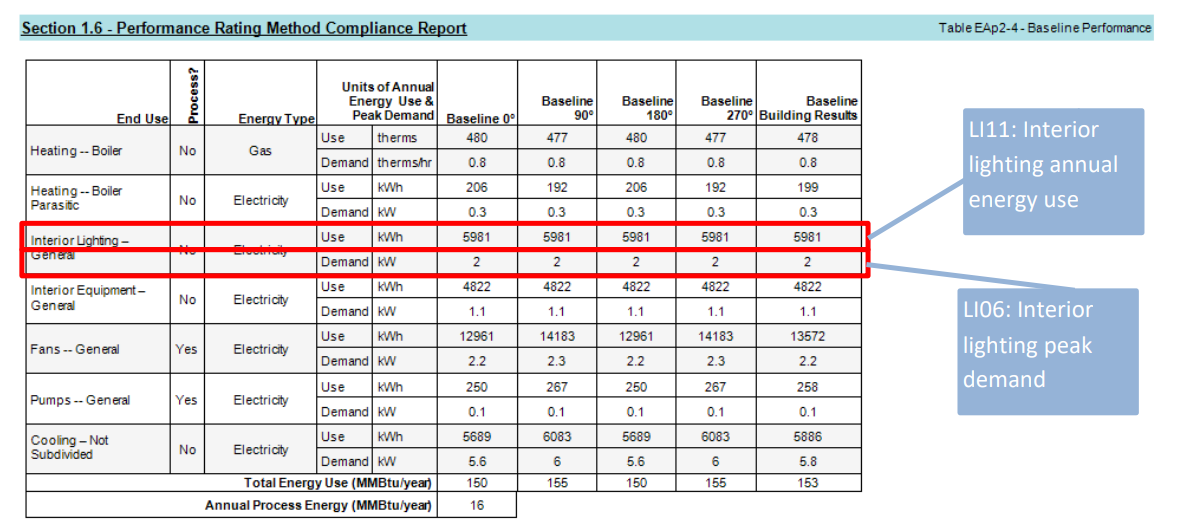 Section 1.6 - Performance Rating Method Compliance Report
Table EAp2-4 - Baseline Performance
End Use Process? Energy Type Units of Annual Energy Use & Peak Demand Baseline 0° Baseline 90° Baseline 180° Baseline 270° Baseline Building Results
Heating -- Boiler No Gas Use therms 480 477 480 477 478
Demand therms/hr 0.8 0.8 0.8 0.8 0.8
Heating -- Boiler Parasitic No Electricity Use kWh 206 192 206 192 199
Demand kW 0.3 0.3 0.3 0.3 0.3
Interior Lighting – General No Electricity Use kWh 5981 5981 5981 5981 5981
Demand kW 2 2 2 2 2
Interior Equipment – General No Electricity Use kWh 4822 4822 4822 4822 4822
Demand kW 1.1 1.1 1.1 1.1 1.1
Fans -- General Yes Electricity Use kWh 12961 14183 12961 14183 13572
Demand kW 2.2 2.3 2.2 2.3 2.2
Pumps -- General Yes Electricity Use kWh 250 267 250 267 258
Demand kW 0.1 0.1 0.1 0.1 0.1
Cooling – Not Subdivided No Electricity Use kWh 5689 6083 5689 6083 5886
Demand kW 5.6 6 5.6 6 5.8
Total Energy Use (MMBtu/year) 150 155 150 155 153
Annual Process Energy (MMBtu/year) 16
LI11: Interior
lighting annual
energy use
LI06: Interior
lighting peak
demand